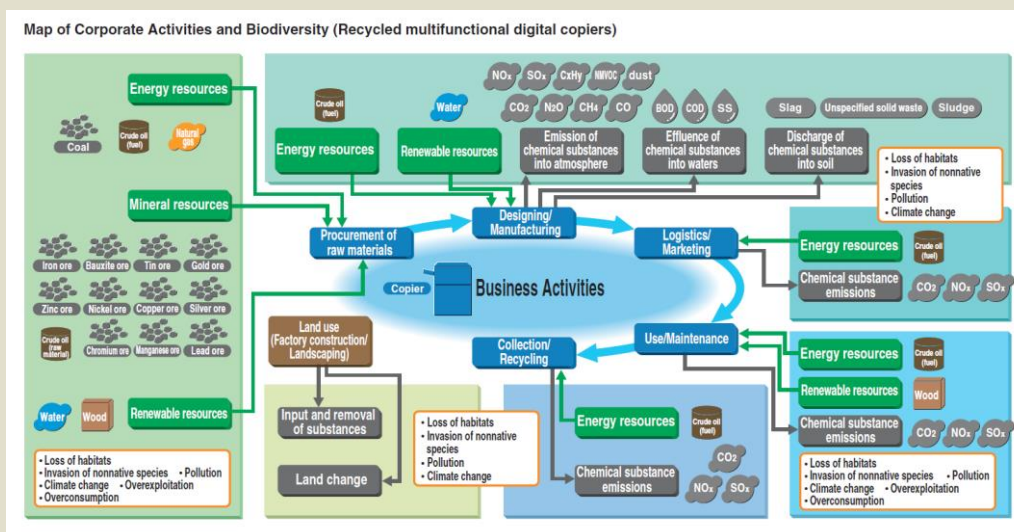 Map of Corporate Activities and Biodiversity (Recycled multifunctional digital copiers)
Energy resources
Coal
Crude oil
(fuel)
Natural
gas
Mineral resources
Iron ore
Bauxite ore
Tin ore
Gold ore
Zinc ore
Nickel ore
Copper ore
Silver ore
Crude oil
(raw
material)
Chromium ore
Manganese ore
Lead ore
Water
Wood
Renewable resources
• Loss of habitats
• Invasion of nonnative species • Pollution
• Climate change • Overexploitation
• Overconsumption
Crude oil
(fuel)
Energy resources
Water
Renewable resources
NOx
SOx
CxHy
NMVOC
dust
CO2
N2O
CH4
CO
Emission of
chemical substances
into atmosphere
BOD
COD
SS
Effluence of
chemical substances
into waters
Slag
Unspecified solid waste
Sludge
Discharge of
chemical substances
into soil
• Loss of habitats
• Invasion of nonnative
species
• Pollution
• Climate change
Procurement of
raw materials
Designing/
Manufacturing
Logistics/
Marketing
Energy resources
Crude oil
(fuel)
Chemical substance
emissions
CO2
NOx
SOx
Copier
Business Activities
Use/Maintenance
Collection/
Recycling
Energy resources
Crude oil
(fuel)
Renewable resources
Wood
Chemical substance
emissions
CO2
NOx
SOx
• Loss of habitats
• Invasion of nonnative species • Pollution
• Climate change • Overexploitation
• Overconsumption
Land use
(Factory construction/
Landscaping)
Input and removal
of substances
Land change
• Loss of habitats
• Invasion of nonnative
species
• Pollution
• Climate change
Energy resources
Crude oil
(fuel)
Chemical substance
emissions
CO2
NOx
SOx